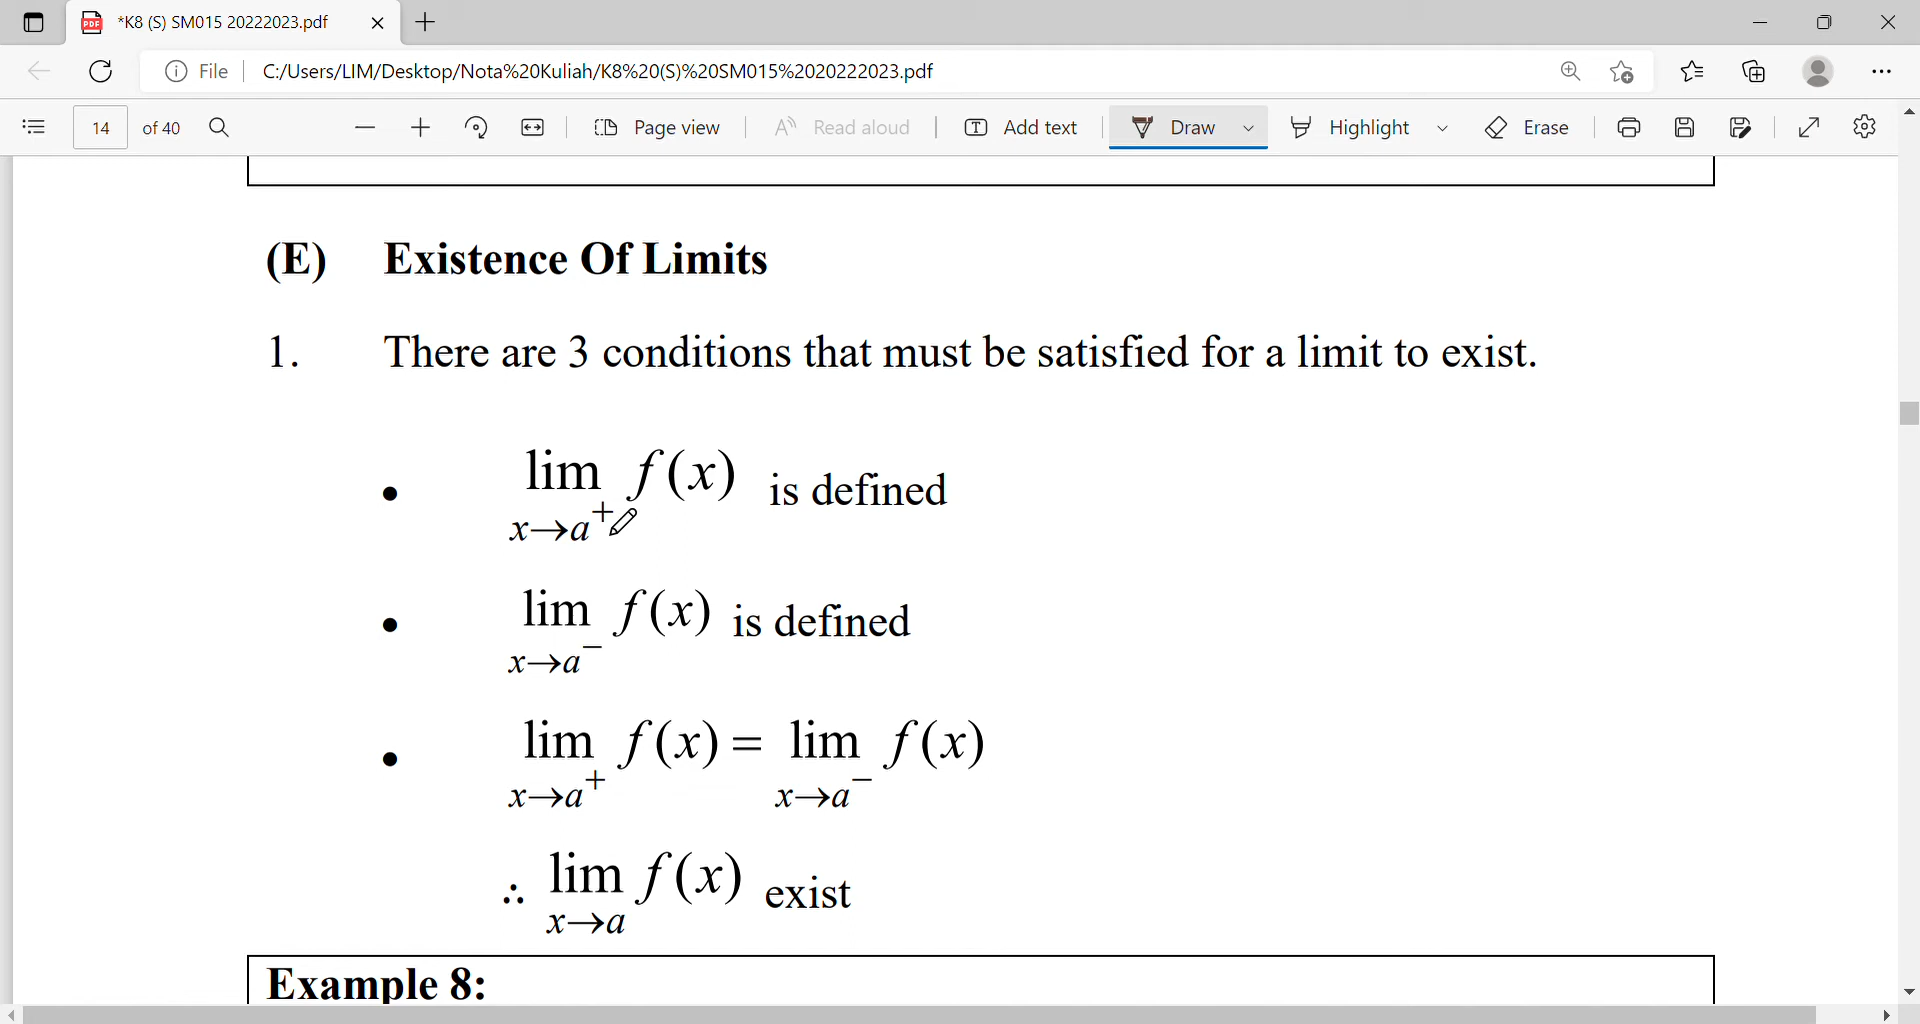 *K8 (S) SM015 20222023.pdf
File C:/Users/LIM/Desktop/Nota%20Kuliah/K8%20(S)%20SM015%2020222023.pdf
14 of 40 Page view Read aloud Add text Draw Highlight Erase
(E) Existence Of Limits
1. There are 3 conditions that must be satisfied for a limit to exist.
• lim f(x) is defined
x→a⁺
• lim f(x) is defined
x→a⁻
• lim f(x) = lim f(x)
x→a⁺ x→a⁻
∴ lim f(x) exist
x→a
Example 8: